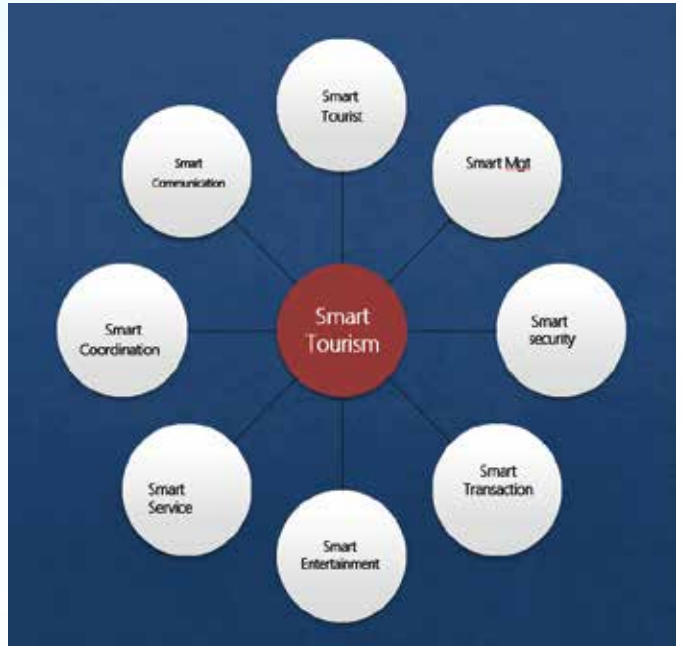 Smart
Tourist
Smart Mgt
Smart
security
Smart
Transaction
Smart
Entertainment
Smart
Service
Smart
Coordination
Smart
Communication
Smart
Tourism